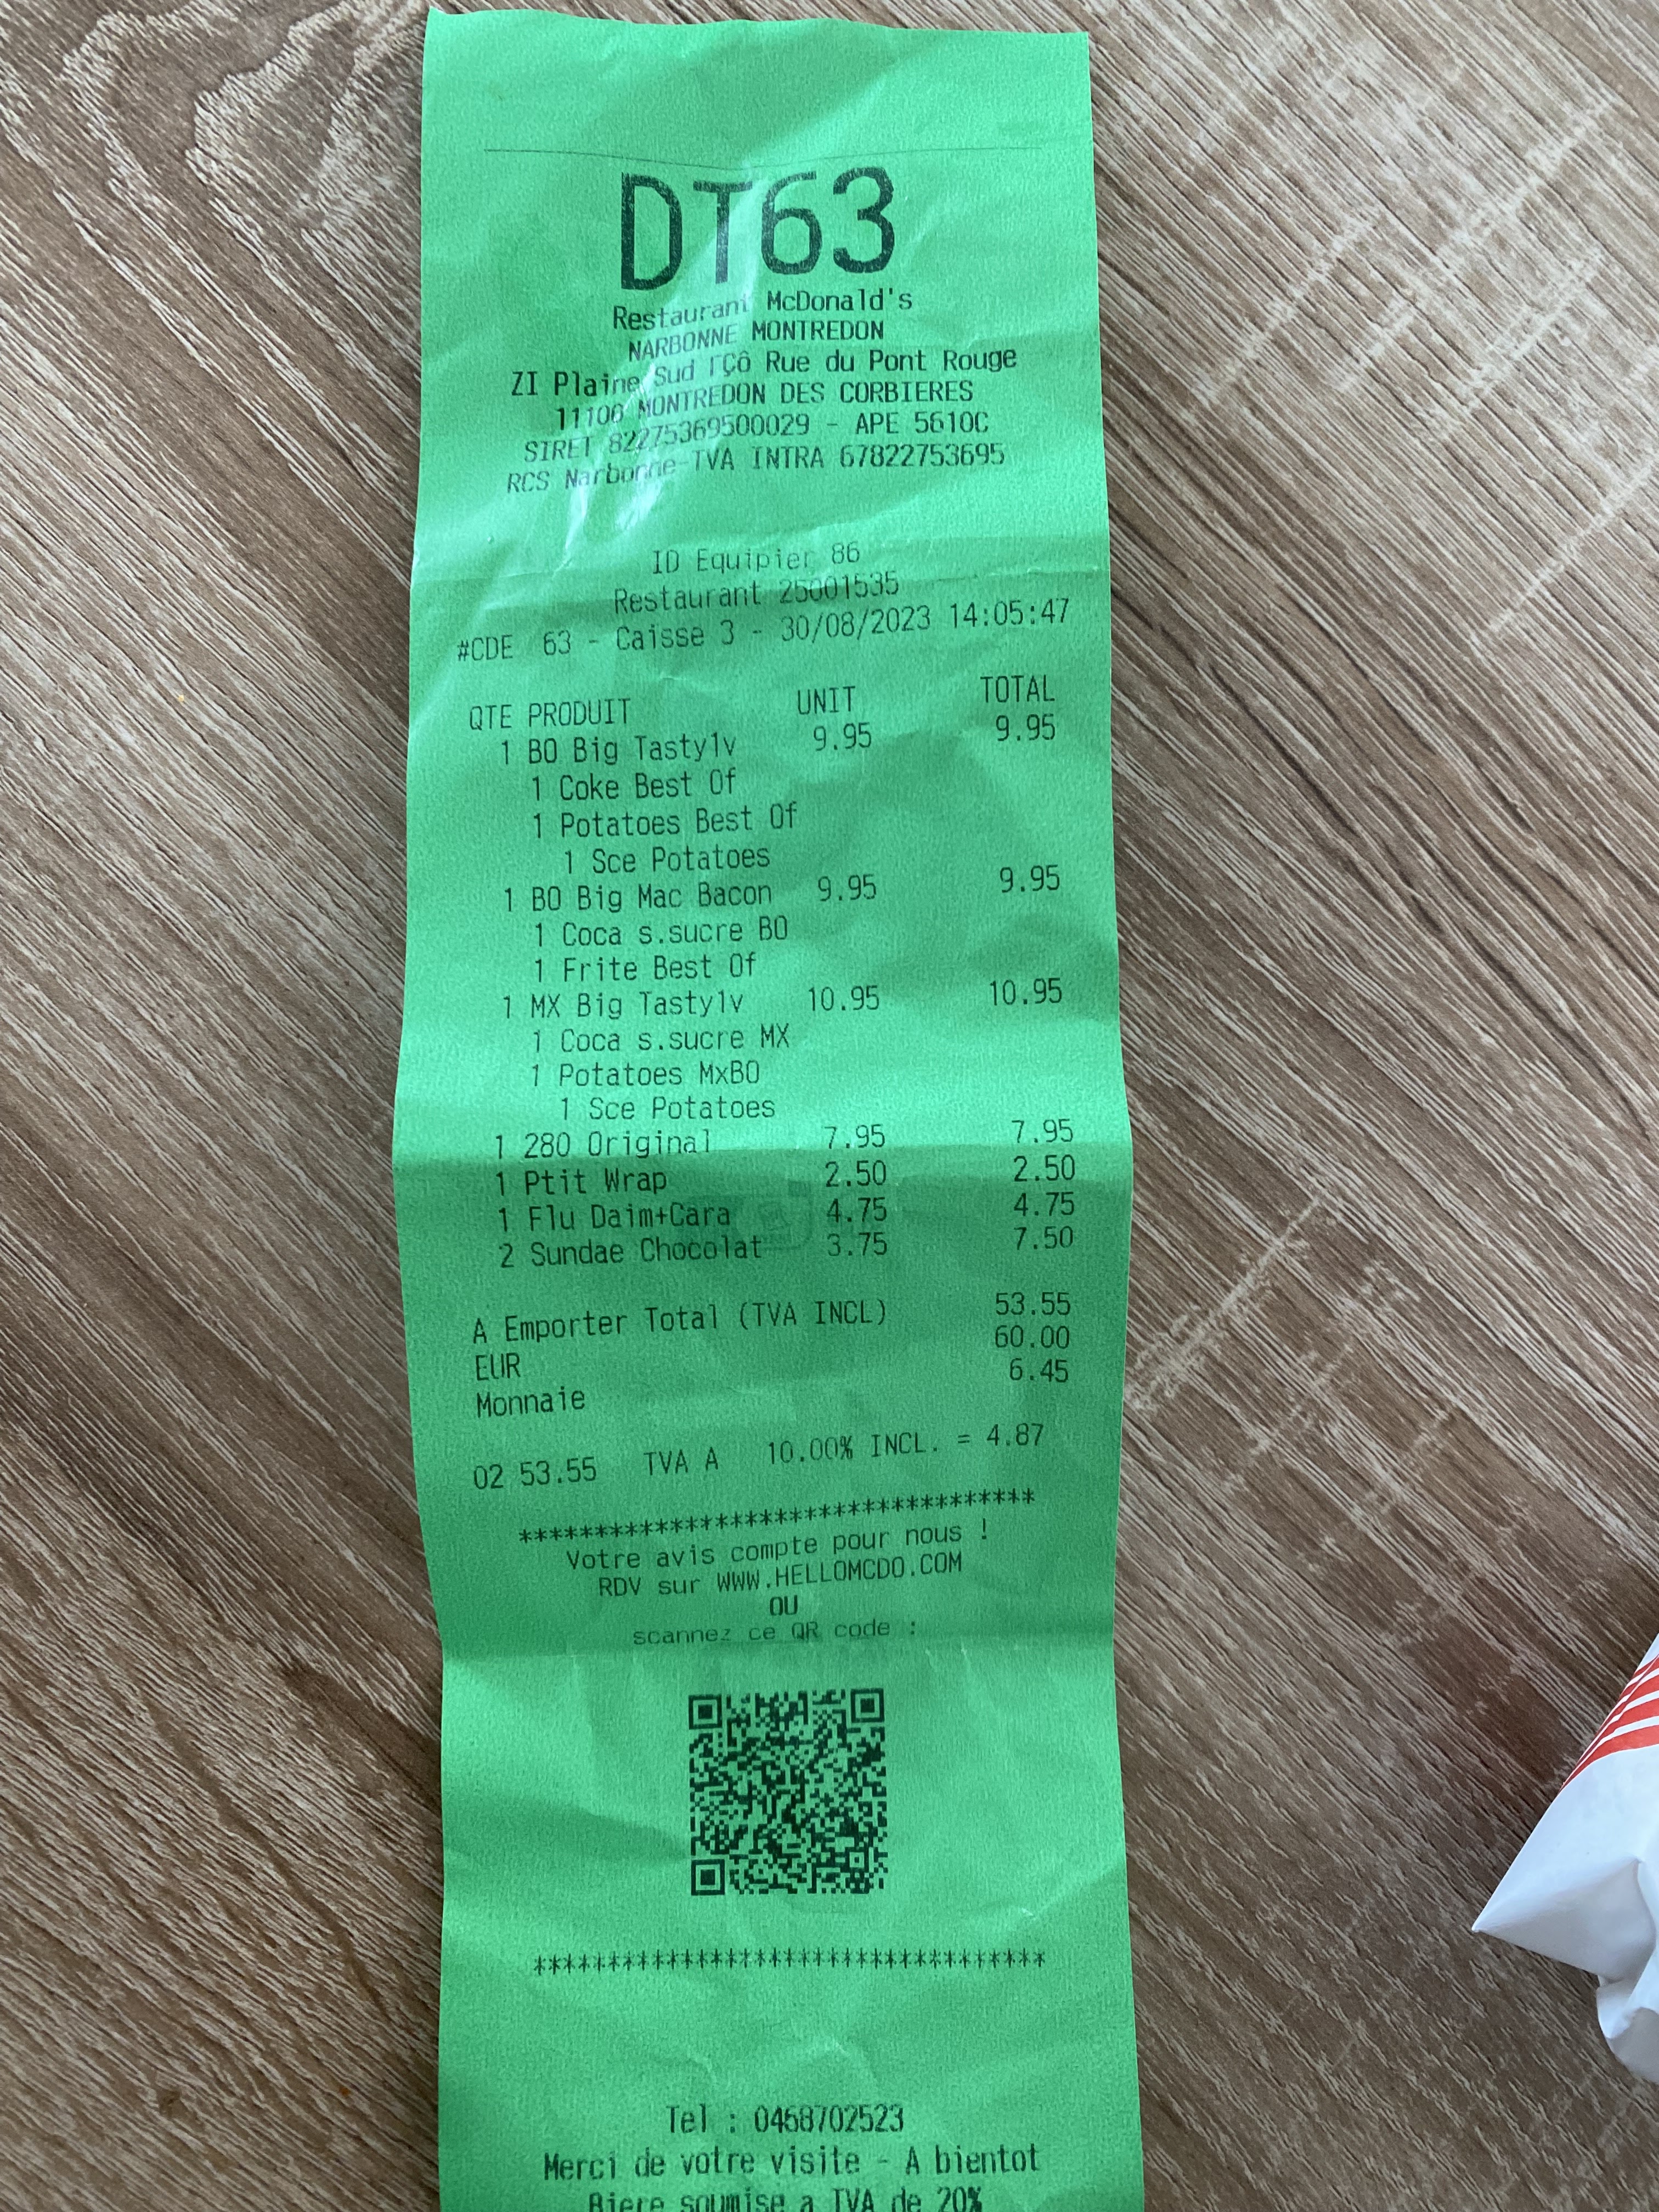 DT63
Restaurant McDonald's
NARBONNE MONTREDON
ZI Plaine Sud ΓÇô Rue du Pont Rouge
11100 MONTREDON DES CORBIERES
SIRET 82275369500029 - APE 5610C
RCS Narbonne-TVA INTRA 67822753695
ID Equipier 86
Restaurant 25001535
#CDE 63 - Caisse 3 - 30/08/2023 14:05:47
QTE PRODUIT UNIT TOTAL
1 BO Big Tasty1v 9.95 9.95
1 Coke Best Of
1 Potatoes Best Of
1 Sce Potatoes
1 BO Big Mac Bacon 9.95 9.95
1 Coca s.sucre BO
1 Frite Best Of
1 MX Big Tasty1v 10.95 10.95
1 Coca s.sucre MX
1 Potatoes MxBO
1 Sce Potatoes
1 280 Original 7.95 7.95
1 Ptit Wrap 2.50 2.50
1 Flu Daim+Cara 4.75 4.75
2 Sundae Chocolat 3.75 7.50
A Emporter Total (TVA INCL) 53.55
EUR 60.00
Monnaie 6.45
02 53.55 TVA A 10.00% INCL. = 4.87
***********************************
Votre avis compte pour nous !
RDV sur WWW.HELLOMCDO.COM
OU
scannez ce QR code :
***********************************
Tel : 0468702523
Merci de votre visite - A bientot
Biere soumise a TVA de 20%